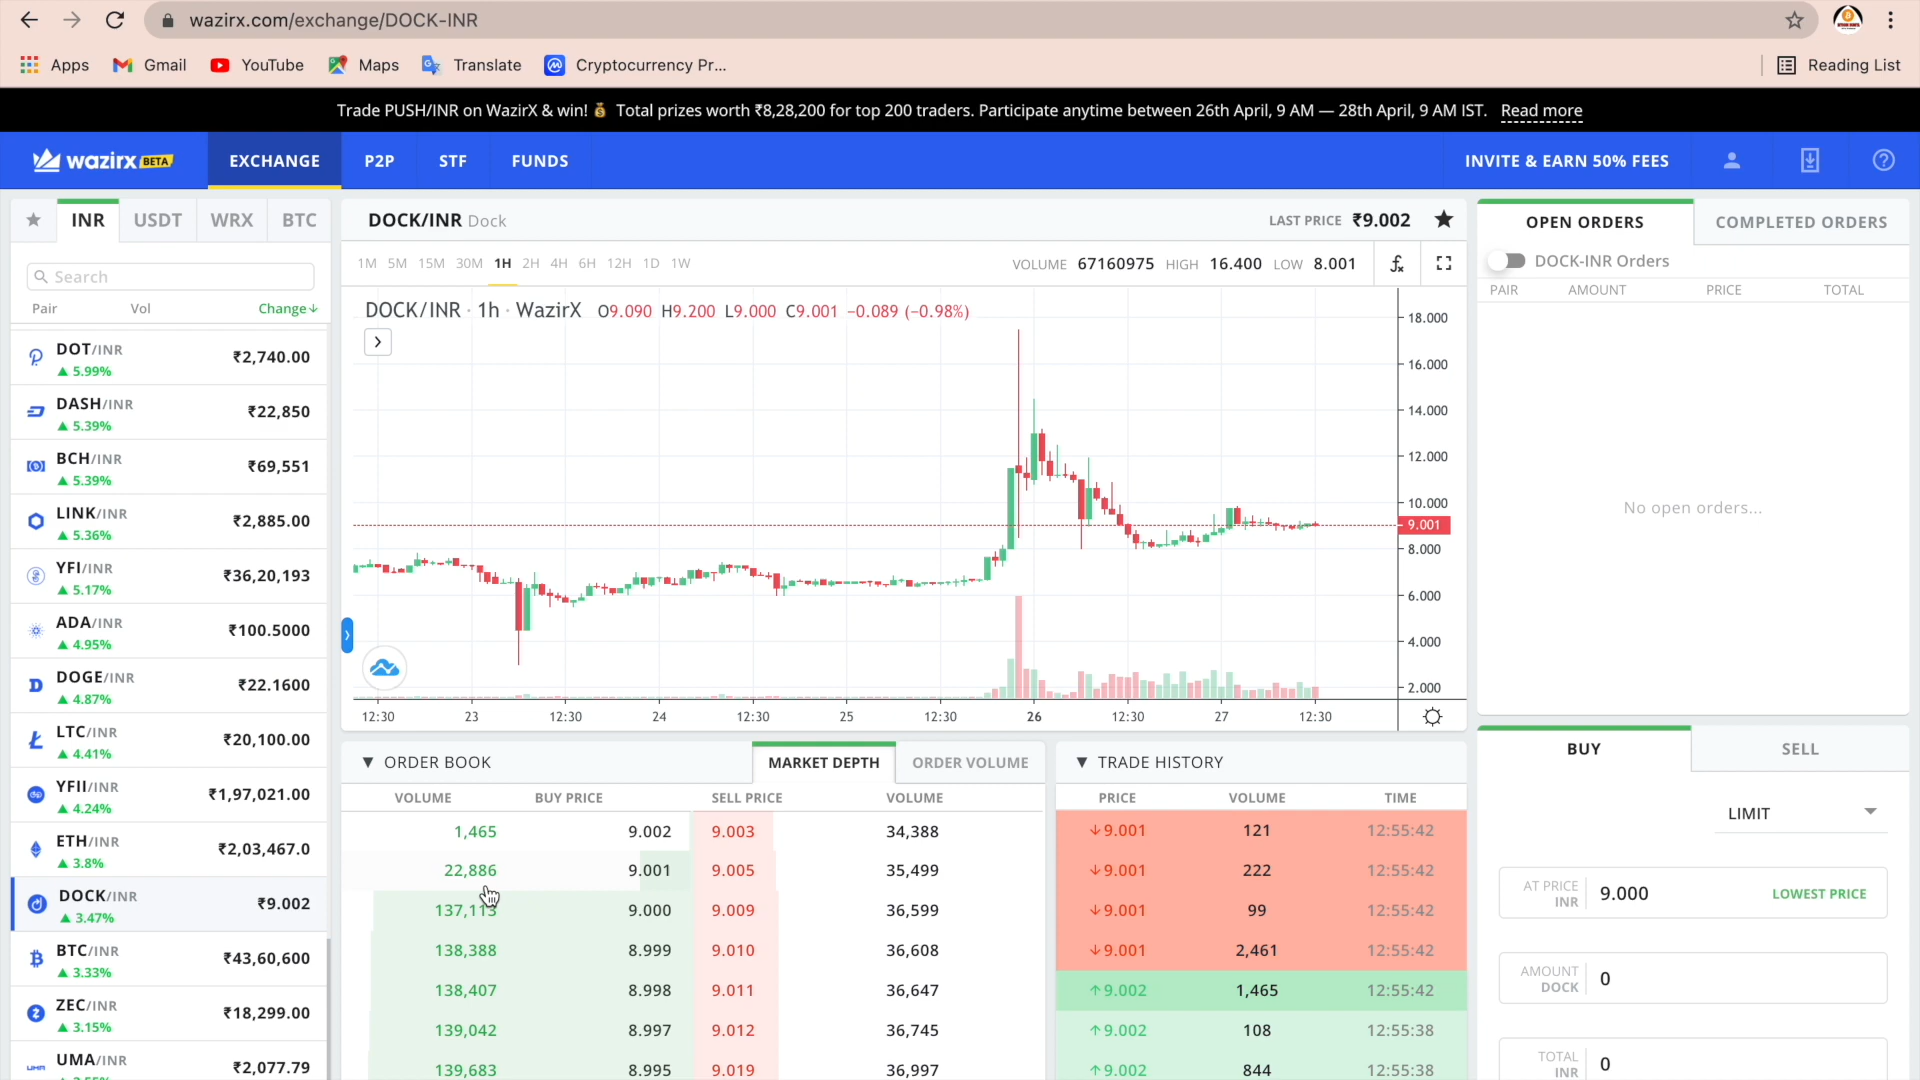 wazirx.com/exchange/DOCK-INR
Apps Gmail YouTube Maps Translate Cryptocurrency Pr... Reading List
Trade PUSH/INR on WazirX & win! 💰 Total prizes worth ₹8,28,200 for top 200 traders. Participate anytime between 26th April, 9 AM — 28th April, 9 AM IST. Read more
wazirx BETA EXCHANGE P2P STF FUNDS INVITE & EARN 50% FEES
INR USDT WRX BTC
Search
Pair Vol Change↓
DOT/INR ₹2,740.00
▲ 5.99%
DASH/INR ₹22,850
▲ 5.39%
BCH/INR ₹69,551
▲ 5.39%
LINK/INR ₹2,885.00
▲ 5.36%
YFI/INR ₹36,20,193
▲ 5.17%
ADA/INR ₹100.5000
▲ 4.95%
DOGE/INR ₹22.1600
▲ 4.87%
LTC/INR ₹20,100.00
▲ 4.41%
YFII/INR ₹1,97,021.00
▲ 4.24%
ETH/INR ₹2,03,467.0
▲ 3.8%
DOCK/INR ₹9.002
▲ 3.47%
BTC/INR ₹43,60,600
▲ 3.33%
ZEC/INR ₹18,299.00
▲ 3.15%
UMA/INR ₹2,077.79
DOCK/INR Dock LAST PRICE ₹9.002
1M 5M 15M 30M 1H 2H 4H 6H 12H 1D 1W VOLUME 67160975 HIGH 16.400 LOW 8.001
DOCK/INR · 1h · WazirX O9.090 H9.200 L9.000 C9.001 −0.089 (−0.98%)
18.000
16.000
14.000
12.000
10.000
9.001
8.000
6.000
4.000
2.000
12:30 23 12:30 24 12:30 25 12:30 26 12:30 27 12:30
▼ ORDER BOOK MARKET DEPTH ORDER VOLUME
VOLUME BUY PRICE SELL PRICE VOLUME
1,465 9.002 9.003 34,388
22,886 9.001 9.005 35,499
137,113 9.000 9.009 36,599
138,388 8.999 9.010 36,608
138,407 8.998 9.011 36,647
139,042 8.997 9.012 36,745
139,683 8.995 9.019 36,997
▼ TRADE HISTORY
PRICE VOLUME TIME
↓9.001 121 12:55:42
↓9.001 222 12:55:42
↓9.001 99 12:55:42
↓9.001 2,461 12:55:42
↑9.002 1,465 12:55:42
↑9.002 108 12:55:38
↑9.002 844 12:55:38
OPEN ORDERS COMPLETED ORDERS
DOCK-INR Orders
PAIR AMOUNT PRICE TOTAL
No open orders...
BUY SELL
LIMIT
AT PRICE INR 9.000 LOWEST PRICE
AMOUNT DOCK 0
TOTAL INR 0